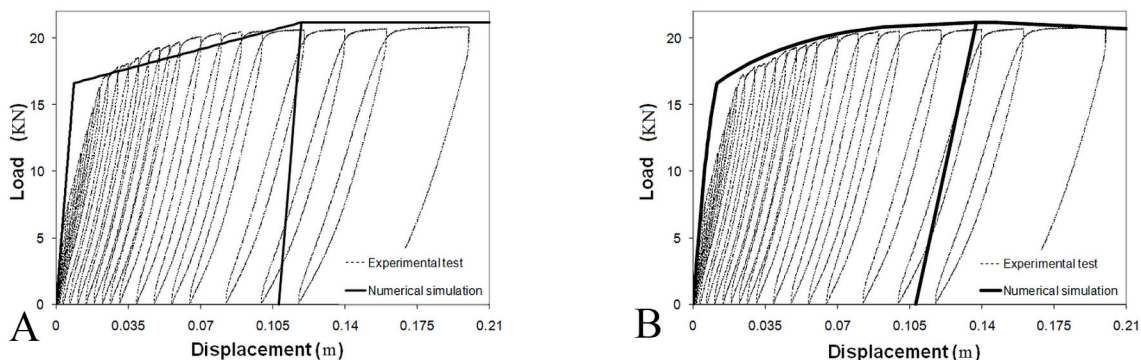 20
15
10
5
0
Load (KN)
Experimental test
Numerical simulation
0 0.035 0.07 0.105 0.14 0.175 0.21
Displacement (m)
A
20
15
10
5
0
Load (KN)
Experimental test
Numerical simulation
0 0.035 0.07 0.105 0.14 0.175 0.21
Displacement (m)
B